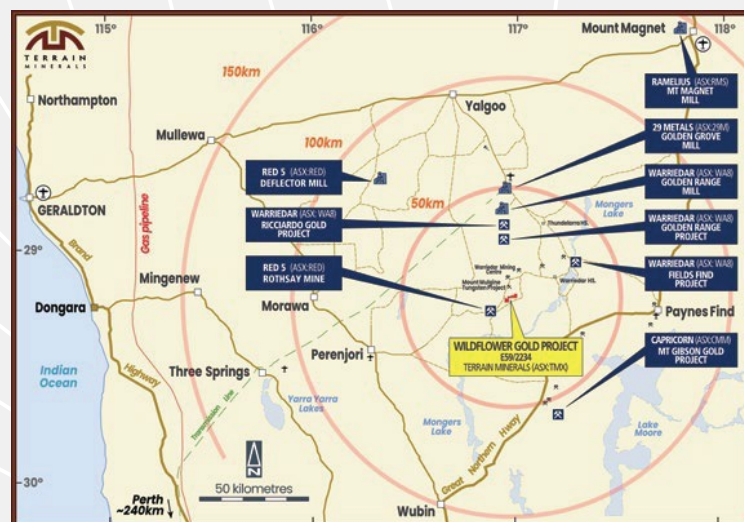 115°
116°
117°
118°
TERRAIN
MINERALS
150km
Mount Magnet
Northampton
Yalgoo
RAMELIUS (ASX:RMS)
MT MAGNET
MILL
Mullewa
100km
29 METALS (ASX:29M)
GOLDEN GROVE
MILL
RED 5 (ASX:RED)
DEFLECTOR MILL
50km
WARRIEDAR (ASX: WA8)
GOLDEN RANGE
MILL
GERALDTON
Gas pipeline
WARRIEDAR (ASX: WA8)
RICCIARDO GOLD
PROJECT
Mongers
Lake
Thundelarra HS.
WARRIEDAR (ASX: WA8)
GOLDEN RANGE
PROJECT
29°
29°
Brand
Mingenew
RED 5 (ASX:RED)
ROTHSAY MINE
Warriedar Mining
Centre
Mount Mulgine
Tungsten Project
Warriedar HS.
WARRIEDAR (ASX: WA8)
FIELDS FIND
PROJECT
Dongara
Morawa
Paynes Find
WILDFLOWER GOLD PROJECT
E59/2234
TERRAIN MINERALS (ASX:TMX)
CAPRICORN (ASX:CMM)
MT GIBSON GOLD
PROJECT
Perenjori
Indian
Ocean
Highway
Three Springs
Transmission Line
Yarra Yarra
Lakes
Mongers
Lake
Great Northern Hway
Lake
Moore
N
50 kilometres
30°
30°
Perth
~240km
Wubin